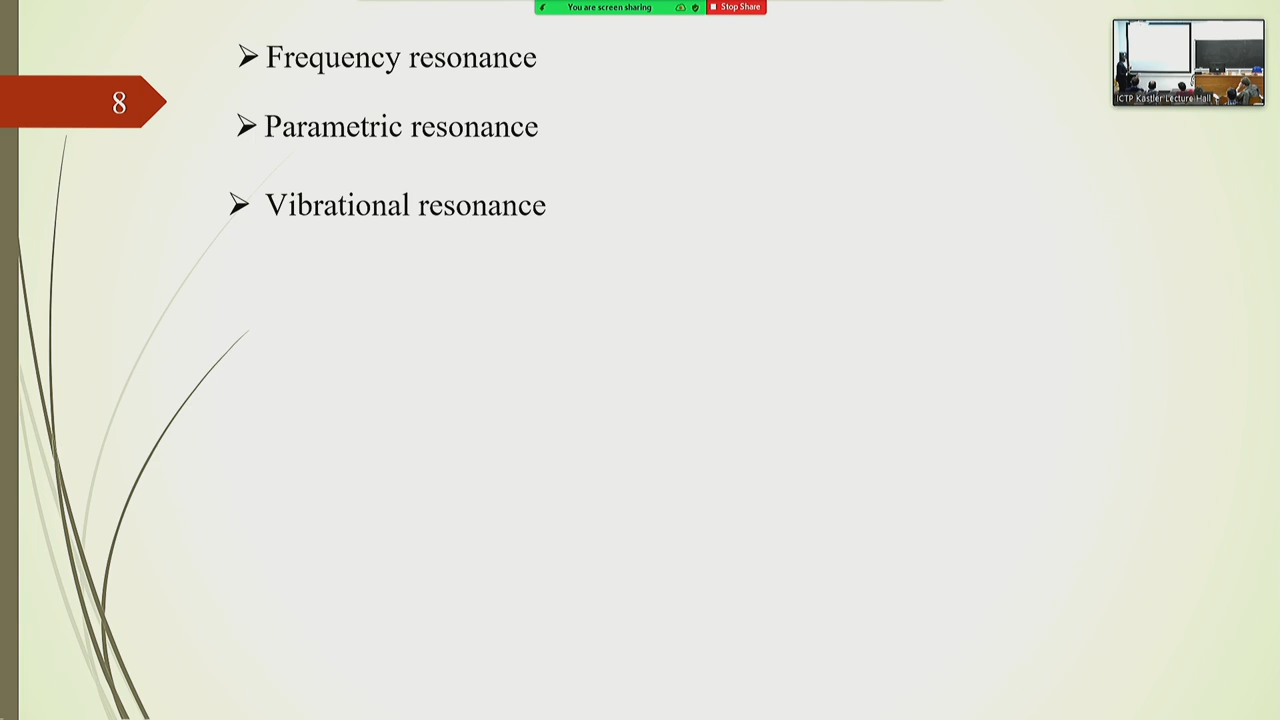 You are screen sharing
Stop Share
Frequency resonance
8
ICTP Kastler Lecture Hall
Parametric resonance
Vibrational resonance